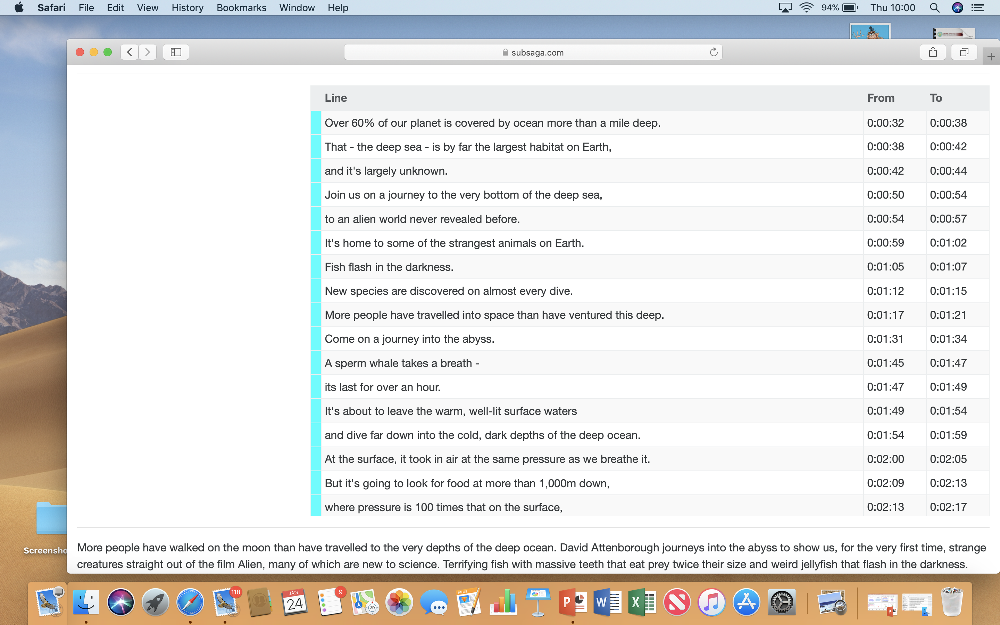 Safari File Edit View History Bookmarks Window Help 94% Thu 10:00
subsaga.com
Line From To
Over 60% of our planet is covered by ocean more than a mile deep. 0:00:32 0:00:38
That - the deep sea - is by far the largest habitat on Earth, 0:00:38 0:00:42
and it's largely unknown. 0:00:42 0:00:44
Join us on a journey to the very bottom of the deep sea, 0:00:50 0:00:54
to an alien world never revealed before. 0:00:54 0:00:57
It's home to some of the strangest animals on Earth. 0:00:59 0:01:02
Fish flash in the darkness. 0:01:05 0:01:07
New species are discovered on almost every dive. 0:01:12 0:01:15
More people have travelled into space than have ventured this deep. 0:01:17 0:01:21
Come on a journey into the abyss. 0:01:31 0:01:34
A sperm whale takes a breath - 0:01:45 0:01:47
its last for over an hour. 0:01:47 0:01:49
It's about to leave the warm, well-lit surface waters 0:01:49 0:01:54
and dive far down into the cold, dark depths of the deep ocean. 0:01:54 0:01:59
At the surface, it took in air at the same pressure as we breathe it. 0:02:00 0:02:05
But it's going to look for food at more than 1,000m down, 0:02:09 0:02:13
where pressure is 100 times that on the surface, 0:02:13 0:02:17
Screensho
More people have walked on the moon than have travelled to the very depths of the deep ocean. David Attenborough journeys into the abyss to show us, for the very first time, strange
creatures straight out of the film Alien, many of which are new to science. Terrifying fish with massive teeth that eat prey twice their size and weird jellyfish that flash in the darkness.
118 JAN 24 9 3D PAGES P W X